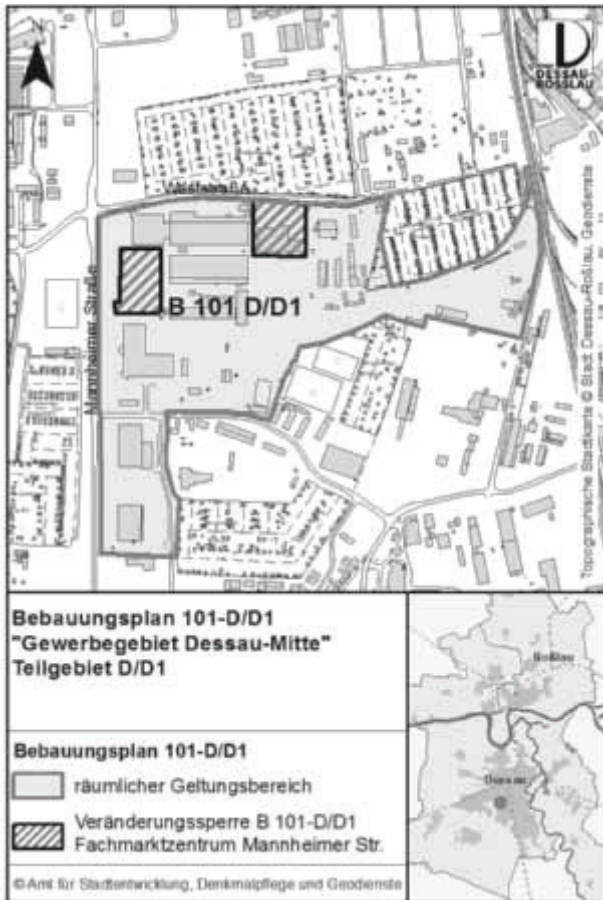 DESSAU
ROSSLAU
Mannheimer Straße
B 101 D/D1
Topographische Stadtkarte © Stadt Dessau-Roßlau, Geodienste
Bebauungsplan 101-D/D1
"Gewerbegebiet Dessau-Mitte"
Teilgebiet D/D1
Roßlau
Dessau
Bebauungsplan 101-D/D1
räumlicher Geltungsbereich
Veränderungssperre B 101-D/D1
Fachmarktzentrum Mannheimer Str.
© Amt für Stadtentwicklung, Denkmalpflege und Geodienste